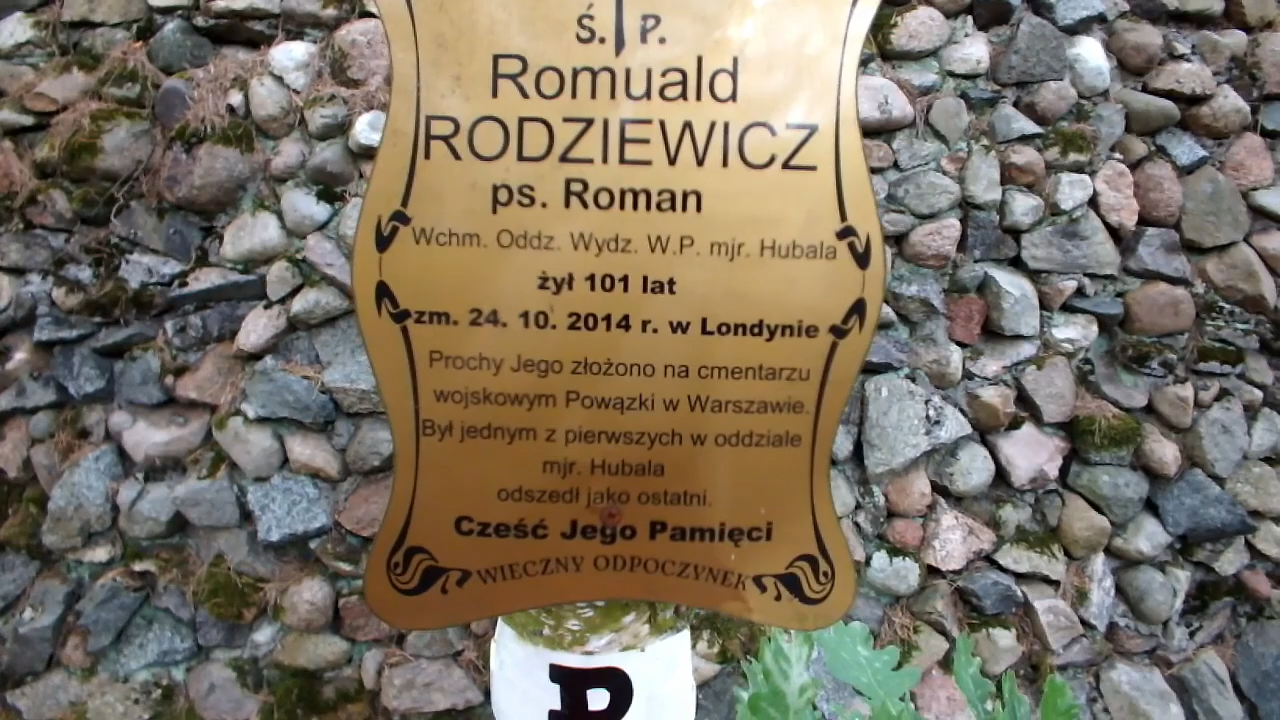 Ś. P.
Romuald
RODZIEWICZ
ps. Roman
Wchm. Oddz. Wydz. W.P. mjr. Hubala
żył 101 lat
zm. 24. 10. 2014 r. w Londynie
Prochy Jego złożono na cmentarzu
wojskowym Powązki w Warszawie.
Był jednym z pierwszych w oddziale
mjr. Hubala
odszedł jako ostatni.
Cześć Jego Pamięci
WIECZNY ODPOCZYNEK